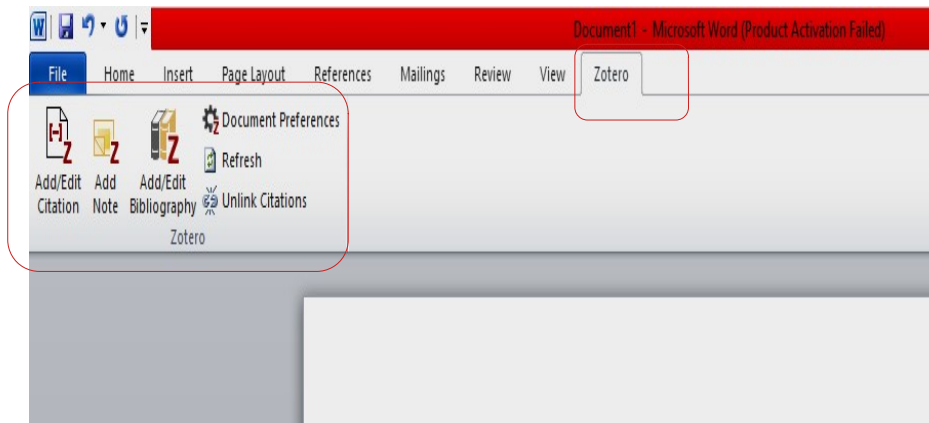 Document1 - Microsoft Word (Product Activation Failed)
File Home Insert Page Layout References Mailings Review View Zotero
Document Preferences
Refresh
Unlink Citations
Add/Edit Citation
Add Note
Add/Edit Bibliography
Zotero